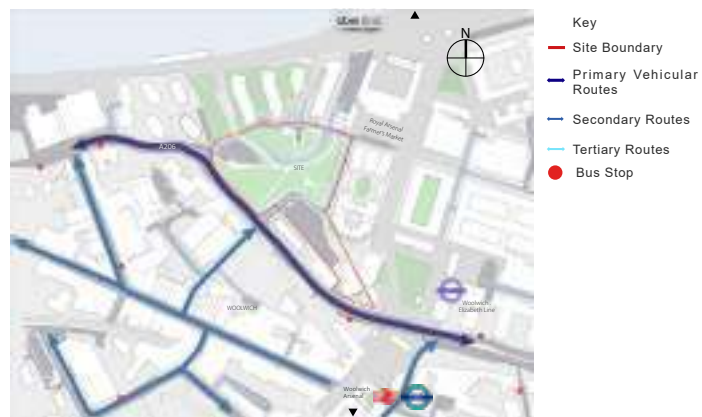 N
Royal Arsenal
Farmer's Market
A206
SITE
WOOLWICH
Woolwich
Elizabeth Line
Woolwich
Arsenal
Key
Site Boundary
Primary Vehicular
Routes
Secondary Routes
Tertiary Routes
Bus Stop